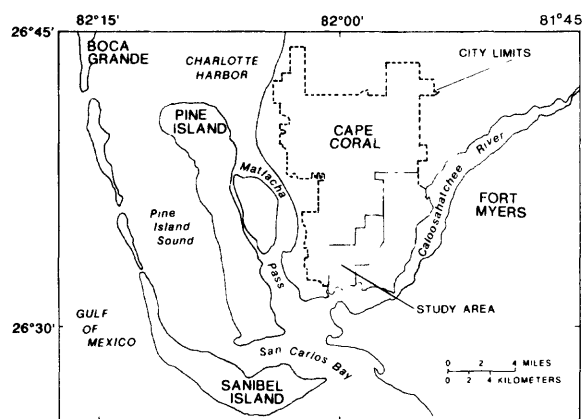 82°15' 82°00' 81°45'
26°45'
BOCA
GRANDE
CHARLOTTE
HARBOR
CITY LIMITS
PINE
ISLAND
CAPE
CORAL
Matlacha
Pass
Caloosahatchee River
FORT
MYERS
Pine
Island
Sound
GULF
OF
MEXICO
STUDY AREA
26°30'
San Carlos Bay
SANIBEL
ISLAND
0 2 4 MILES
0 2 4 KILOMETERS